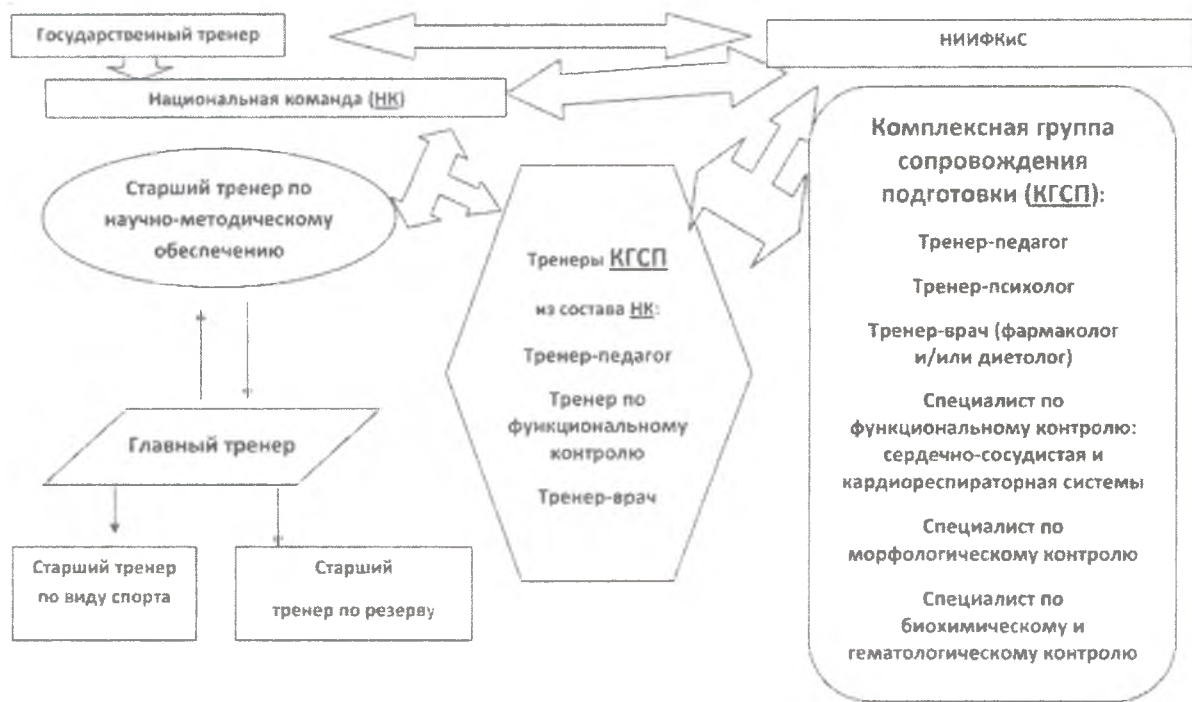 Государственный тренер
НИИФКиС
Национальная команда (НК)
Старший тренер по
научно-методическому
обеспечению
Главный тренер
Старший тренер
по виду спорта
Старший
тренер по резерву
Тренеры КГСП
из состава НК:
Тренер-педагог
Тренер по
функциональному
контролю
Тренер-врач
Комплексная группа
сопровождения
подготовки (КГСП):
Тренер-педагог
Тренер-психолог
Тренер-врач (фармаколог
и/или диетолог)
Специалист по
функциональному контролю:
сердечно-сосудистая и
кардиореспираторная системы
Специалист по
морфологическому контролю
Специалист по
биохимическому и
гематологическому контролю